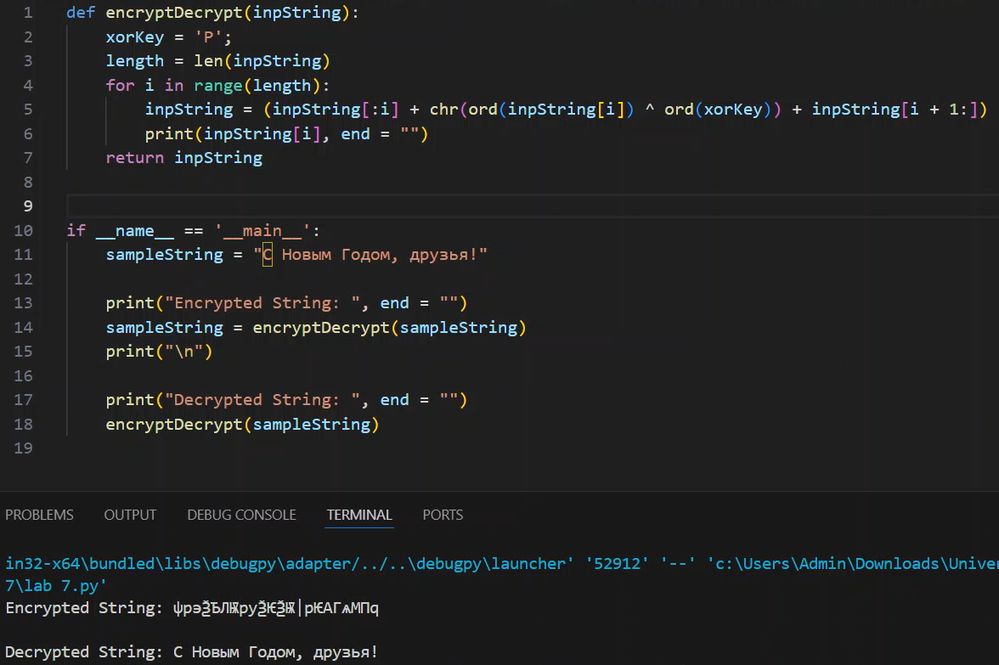 1 def encryptDecrypt(inpString):
2 xorKey = 'P';
3 length = len(inpString)
4 for i in range(length):
5 inpString = (inpString[:i] + chr(ord(inpString[i]) ^ ord(xorKey)) + inpString[i + 1:])
6 print(inpString[i], end = "")
7 return inpString
8
9
10 if __name__ == '__main__':
11 sampleString = "С Новым Годом, друзья!"
12
13 print("Encrypted String: ", end = "")
14 sampleString = encryptDecrypt(sampleString)
15 print("\n")
16
17 print("Decrypted String: ", end = "")
18 encryptDecrypt(sampleString)
19
PROBLEMS OUTPUT DEBUG CONSOLE TERMINAL PORTS
in32-x64\bundled\libs\debugpy\adapter/../..\debugpy\launcher' '52912' '--' 'c:\Users\Admin\Downloads\Univer
7\lab 7.py'
Encrypted String: ѱpэѮѢЛѬpуѮѤѮѬ|pѤАГѧМПq
Decrypted String: С Новым Годом, друзья!